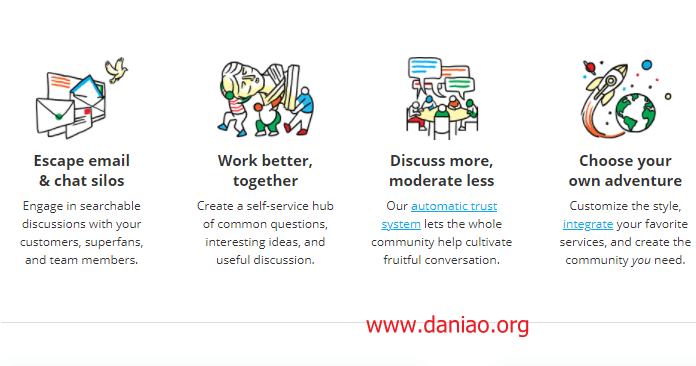 Escape email
& chat silos
Engage in searchable
discussions with your
customers, superfans,
and team members.
Work better,
together
Create a self-service hub
of common questions,
interesting ideas, and
useful discussion.
Discuss more,
moderate less
Our automatic trust
system lets the whole
community help cultivate
fruitful conversation.
Choose your
own adventure
Customize the style,
integrate your favorite
services, and create the
community you need.
www.daniao.org